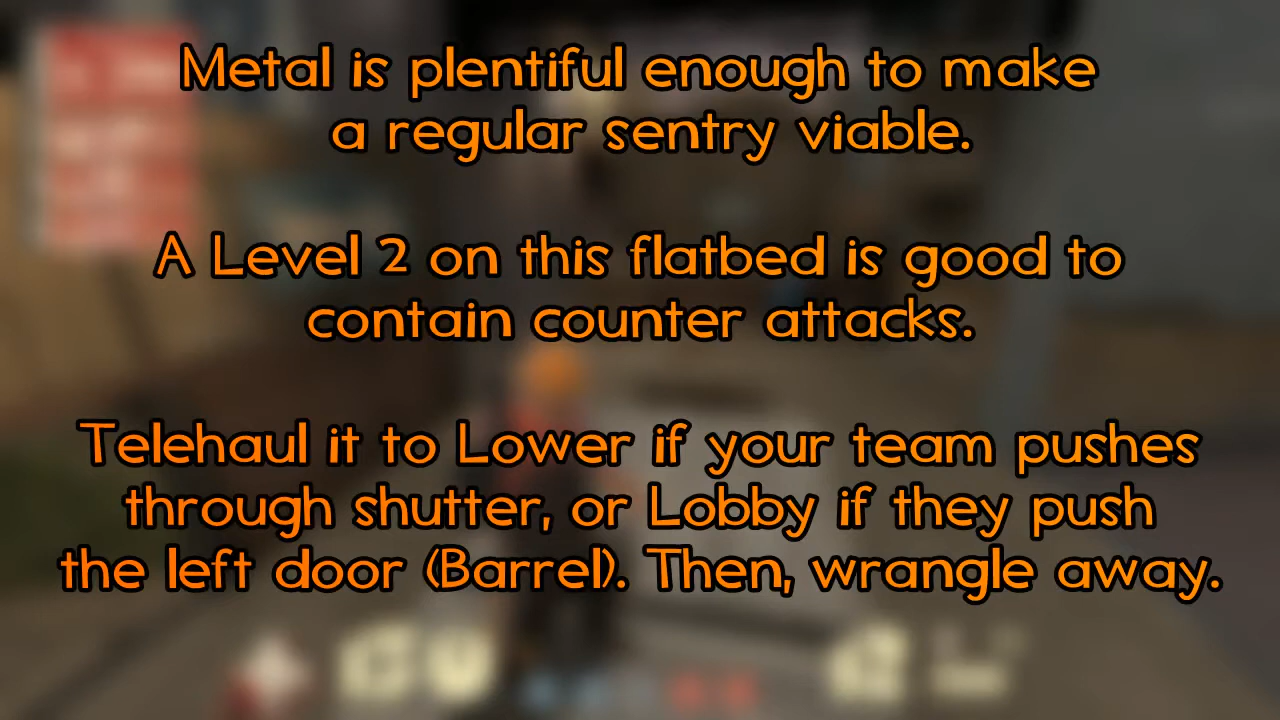 Metal is plentiful enough to make
a regular sentry viable.
A Level 2 on this flatbed is good to
contain counter attacks.
Telehaul it to Lower if your team pushes
through shutter, or Lobby if they push
the left door (Barrel). Then, wrangle away.